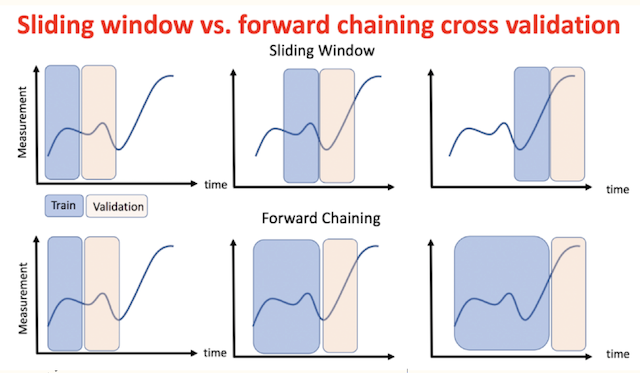 Sliding window vs. forward chaining cross validation
Sliding Window
Measurement
time
time
time
Train
Validation
Forward Chaining
Measurement
time
time
time